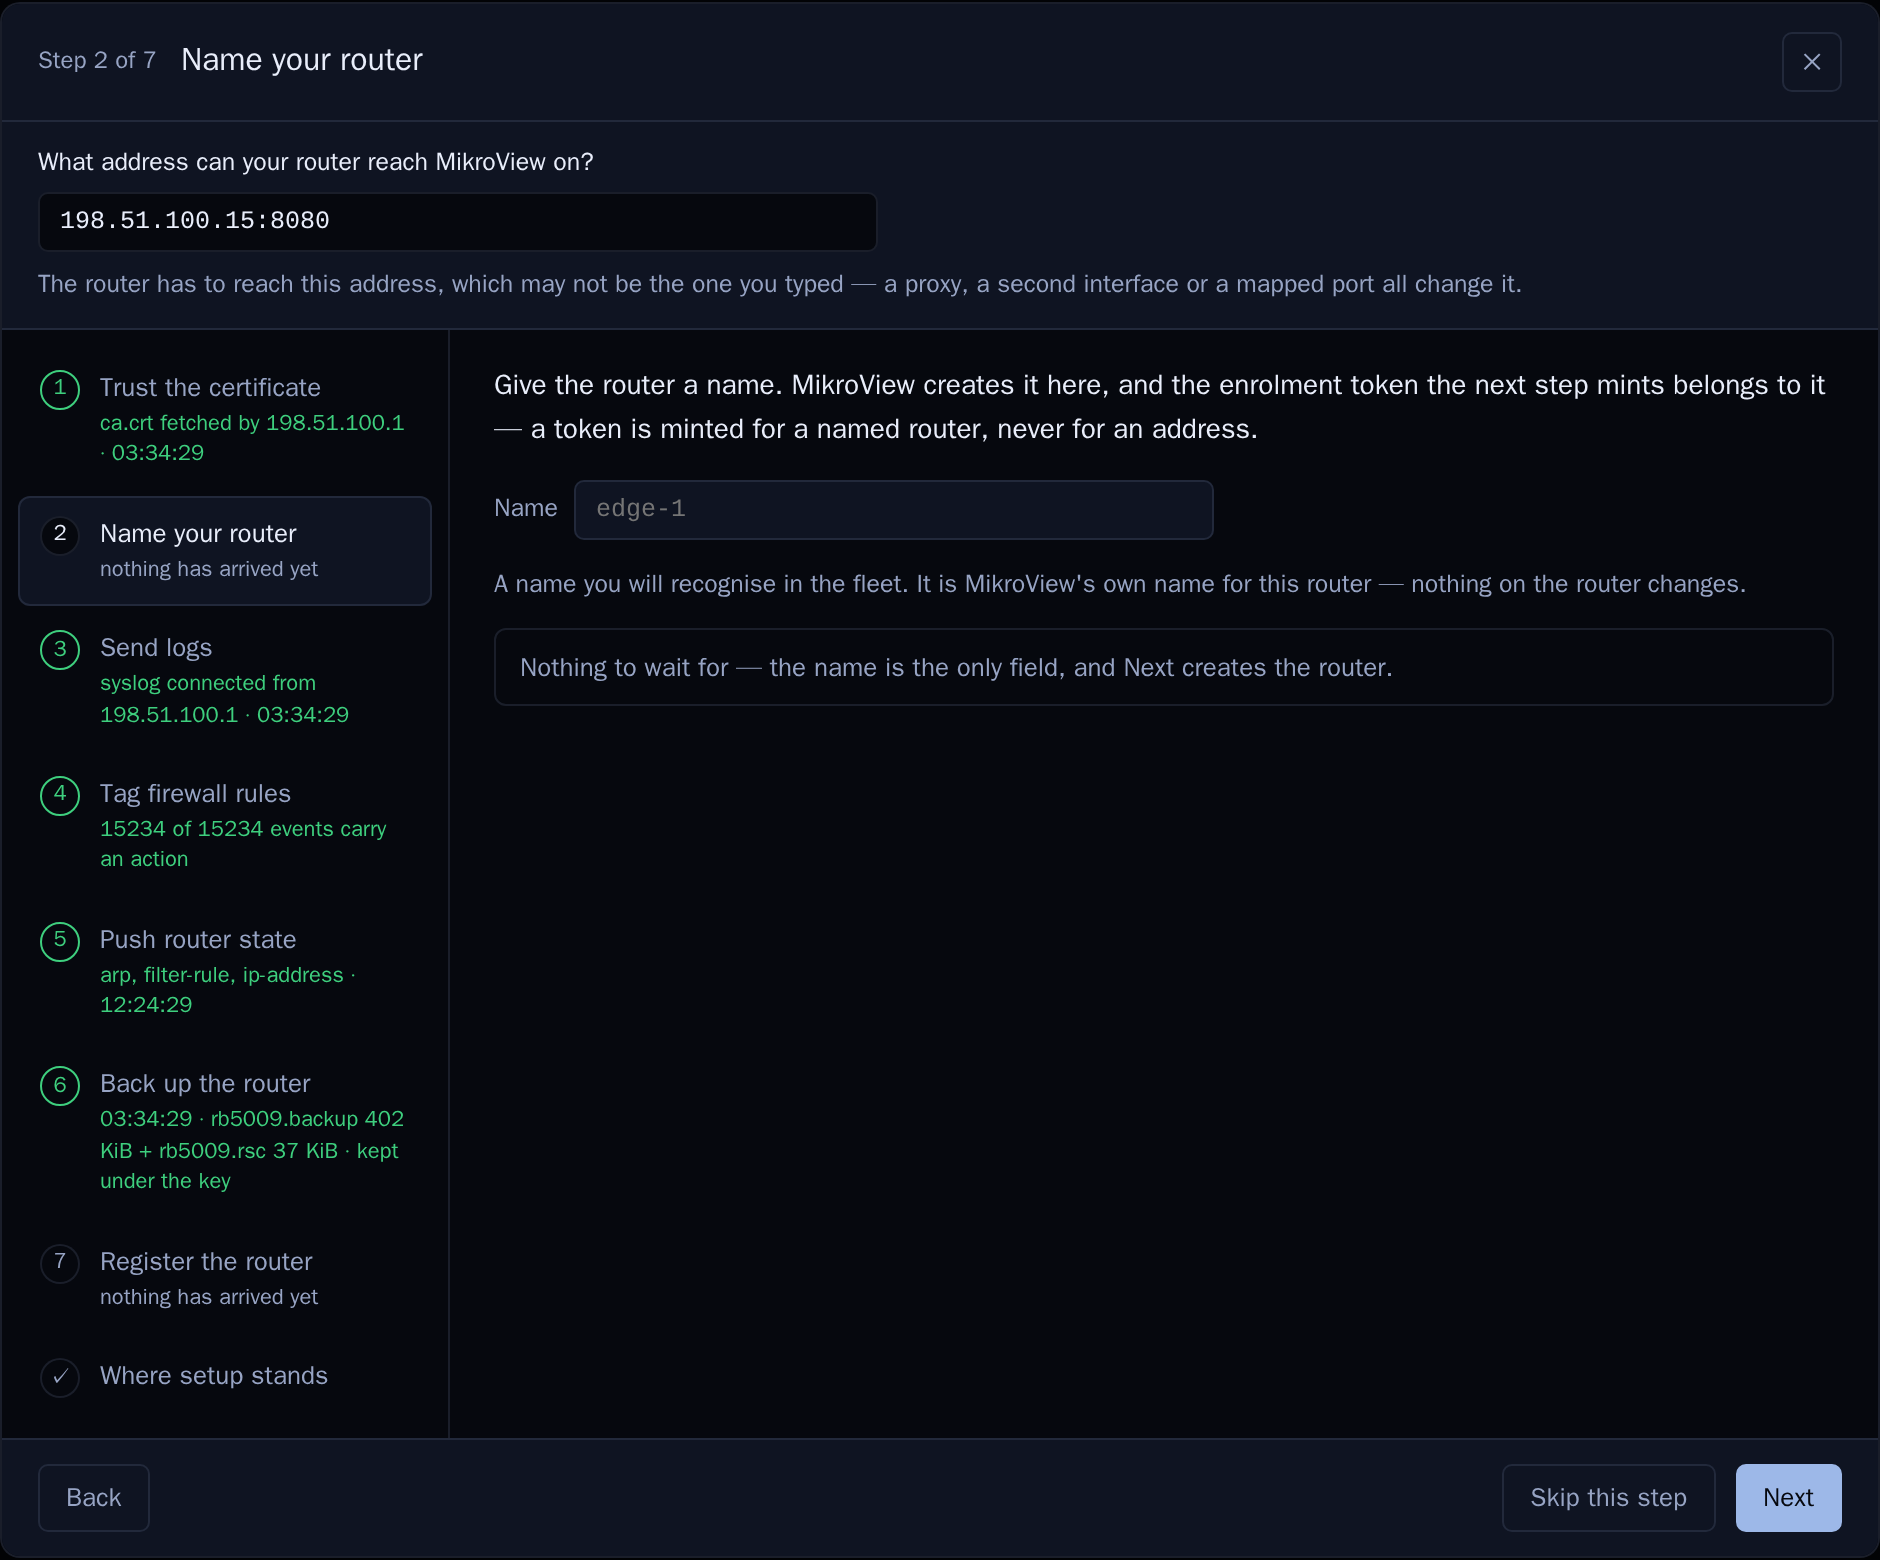 Step 2 of 7 Name your router
What address can your router reach MikroView on?
198.51.100.15:8080
The router has to reach this address, which may not be the one you typed — a proxy, a second interface or a mapped port all change it.
1 Trust the certificate
ca.crt fetched by 198.51.100.1
· 03:34:29
2 Name your router
nothing has arrived yet
3 Send logs
syslog connected from
198.51.100.1 · 03:34:29
4 Tag firewall rules
15234 of 15234 events carry
an action
5 Push router state
arp, filter-rule, ip-address ·
12:24:29
6 Back up the router
03:34:29 · rb5009.backup 402
KiB + rb5009.rsc 37 KiB · kept
under the key
7 Register the router
nothing has arrived yet
✓ Where setup stands
Give the router a name. MikroView creates it here, and the enrolment token the next step mints belongs to it
— a token is minted for a named router, never for an address.
Name edge-1
A name you will recognise in the fleet. It is MikroView's own name for this router — nothing on the router changes.
Nothing to wait for — the name is the only field, and Next creates the router.
Back Skip this step Next